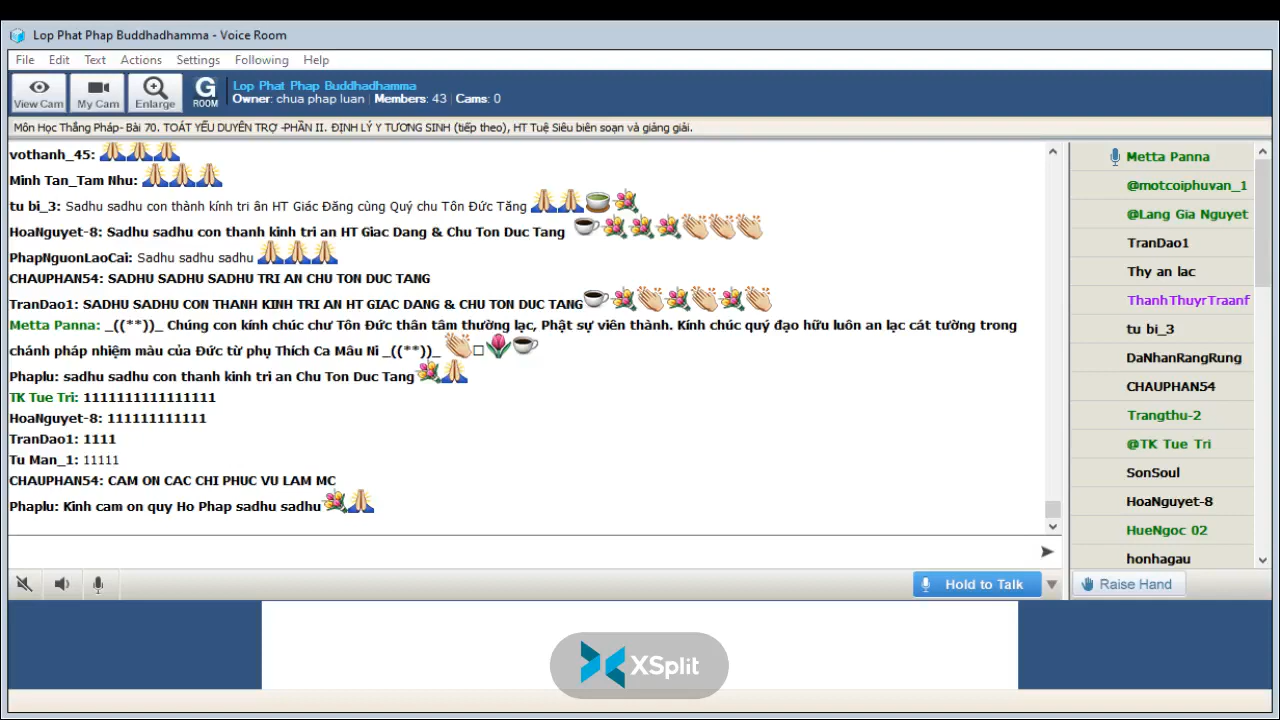 Lop Phat Phap Buddhadhamma - Voice Room
File Edit Text Actions Settings Following Help
View Cam My Cam Enlarge G ROOM
Lop Phat Phap Buddhadhamma
Owner: chua phap luan | Members: 43 | Cams: 0
Môn Học Thắng Pháp- Bài 70. TOÁT YẾU DUYÊN TRỢ -PHẦN II. ĐỊNH LÝ Y TƯƠNG SINH (tiếp theo), HT Tuệ Siêu biên soạn và giảng giải.
vothanh_45: 🙏🙏🙏
Minh Tan_Tam Nhu: 🙏🙏🙏
tu bi_3: Sadhu sadhu con thành kính tri ân HT Giác Đăng cùng Quý chu Tôn Đức Tăng 🙏🙏🍵💐
HoaNguyet-8: Sadhu sadhu con thanh kinh tri an HT Giac Dang & Chu Ton Duc Tang ☕💐💐💐👏👏👏
PhapNguonLaoCai: Sadhu sadhu sadhu 🙏🙏🙏
CHAUPHAN54: SADHU SADHU SADHU TRI AN CHU TON DUC TANG
TranDao1: SADHU SADHU CON THANH KINH TRI AN HT GIAC DANG & CHU TON DUC TANG☕💐👏💐👏💐👏
Metta Panna: _((**))_ Chúng con kính chúc chư Tôn Đức thân tâm thường lạc, Phật sự viên thành. Kính chúc quý đạo hữu luôn an lạc cát tường trong
chánh pháp nhiệm màu của Đức từ phụ Thích Ca Mâu Ni _((**))_ 👏□🌷☕
Phaplu: sadhu sadhu con thanh kinh tri an Chu Ton Duc Tang💐🙏
TK Tue Tri: 1111111111111111
HoaNguyet-8: 111111111111
TranDao1: 1111
Tu Man_1: 11111
CHAUPHAN54: CAM ON CAC CHI PHUC VU LAM MC
Phaplu: Kinh cam on quy Ho Phap sadhu sadhu💐🙏
Metta Panna
@motcoiphuvan_1
@Lang Gia Nguyet
TranDao1
Thy an lac
ThanhThuyrTraanf
tu bi_3
DaNhanRangRung
CHAUPHAN54
Trangthu-2
@TK Tue Tri
SonSoul
HoaNguyet-8
HueNgoc 02
honhagau
Hold to Talk
Raise Hand
XSplit